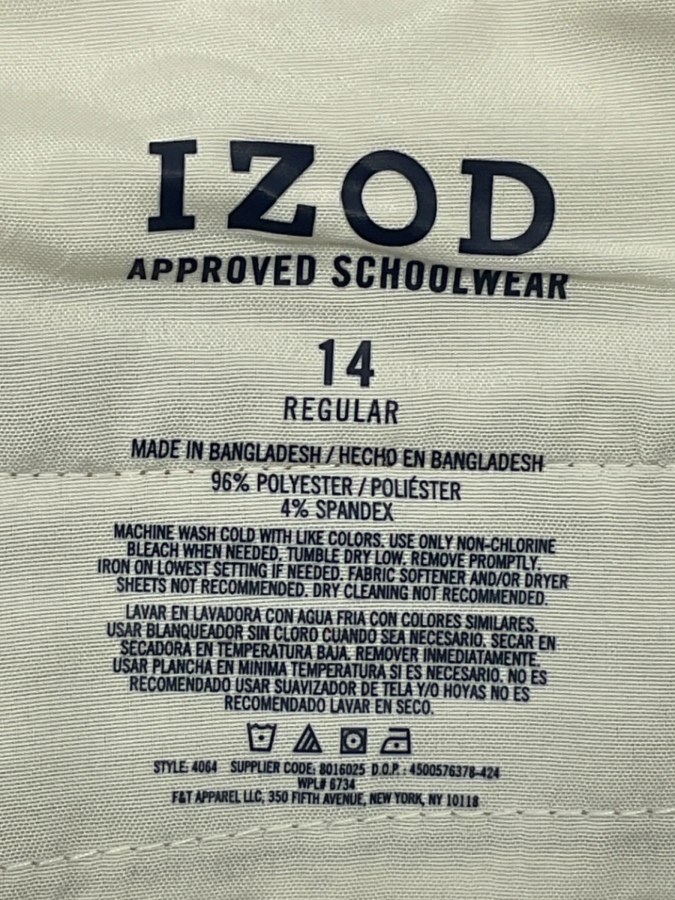 IZOD
APPROVED SCHOOLWEAR
14
REGULAR
MADE IN BANGLADESH / HECHO EN BANGLADESH
96% POLYESTER / POLIÉSTER
4% SPANDEX
MACHINE WASH COLD WITH LIKE COLORS. USE ONLY NON-CHLORINE
BLEACH WHEN NEEDED. TUMBLE DRY LOW. REMOVE PROMPTLY.
IRON ON LOWEST SETTING IF NEEDED. FABRIC SOFTENER AND/OR DRYER
SHEETS NOT RECOMMENDED. DRY CLEANING NOT RECOMMENDED.
LAVAR EN LAVADORA CON AGUA FRIA CON COLORES SIMILARES.
USAR BLANQUEADOR SIN CLORO CUANDO SEA NECESARIO. SECAR EN
SECADORA EN TEMPERATURA BAJA. REMOVER INMEDIATAMENTE.
USAR PLANCHA EN MINIMA TEMPERATURA SI ES NECESARIO. NO ES
RECOMENDADO USAR SUAVIZADOR DE TELA Y/O HOYAS NO ES
RECOMENDADO LAVAR EN SECO.
STYLE: 4064 SUPPLIER CODE: 8016025 D.O.P. : 4500576378-424
WPL# 6734
F&T APPAREL LLC, 350 FIFTH AVENUE, NEW YORK, NY 10118